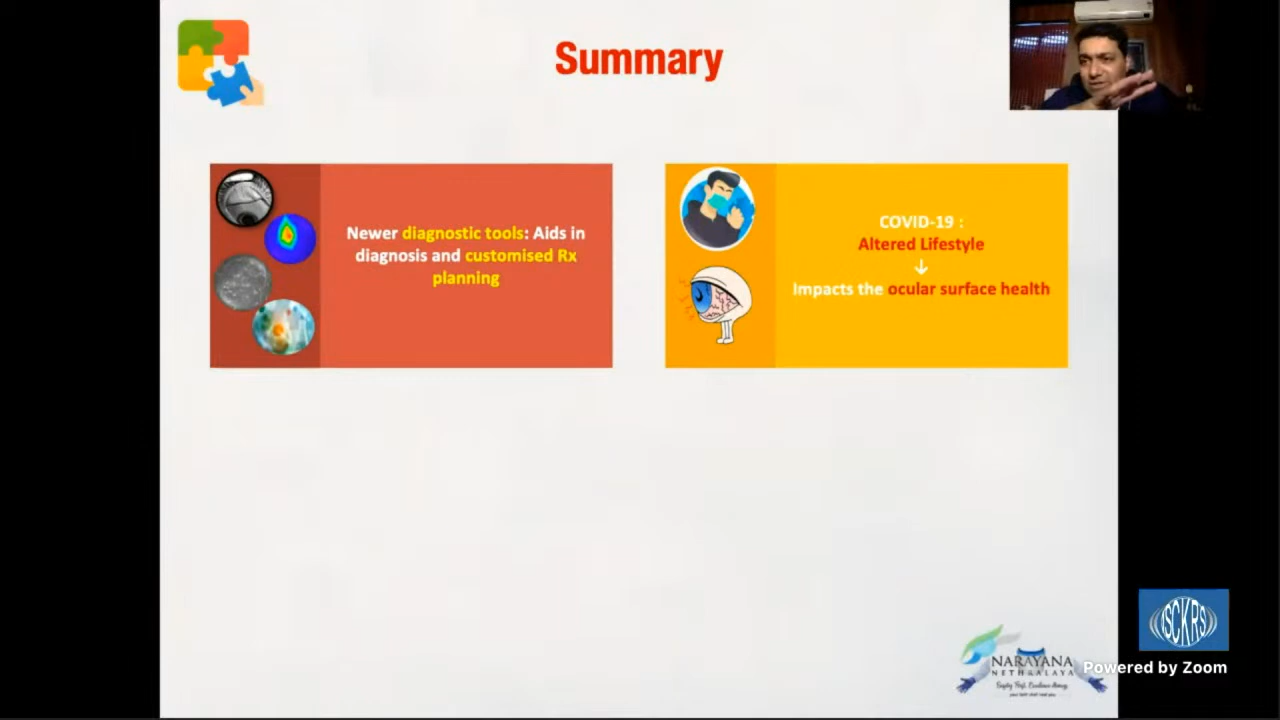 Summary
Newer diagnostic tools: Aids in
diagnosis and customised Rx
planning
COVID-19 :
Altered Lifestyle
↓
Impacts the ocular surface health
ISCKRS
NARAYANA
NETHRALAYA
Powered by Zoom